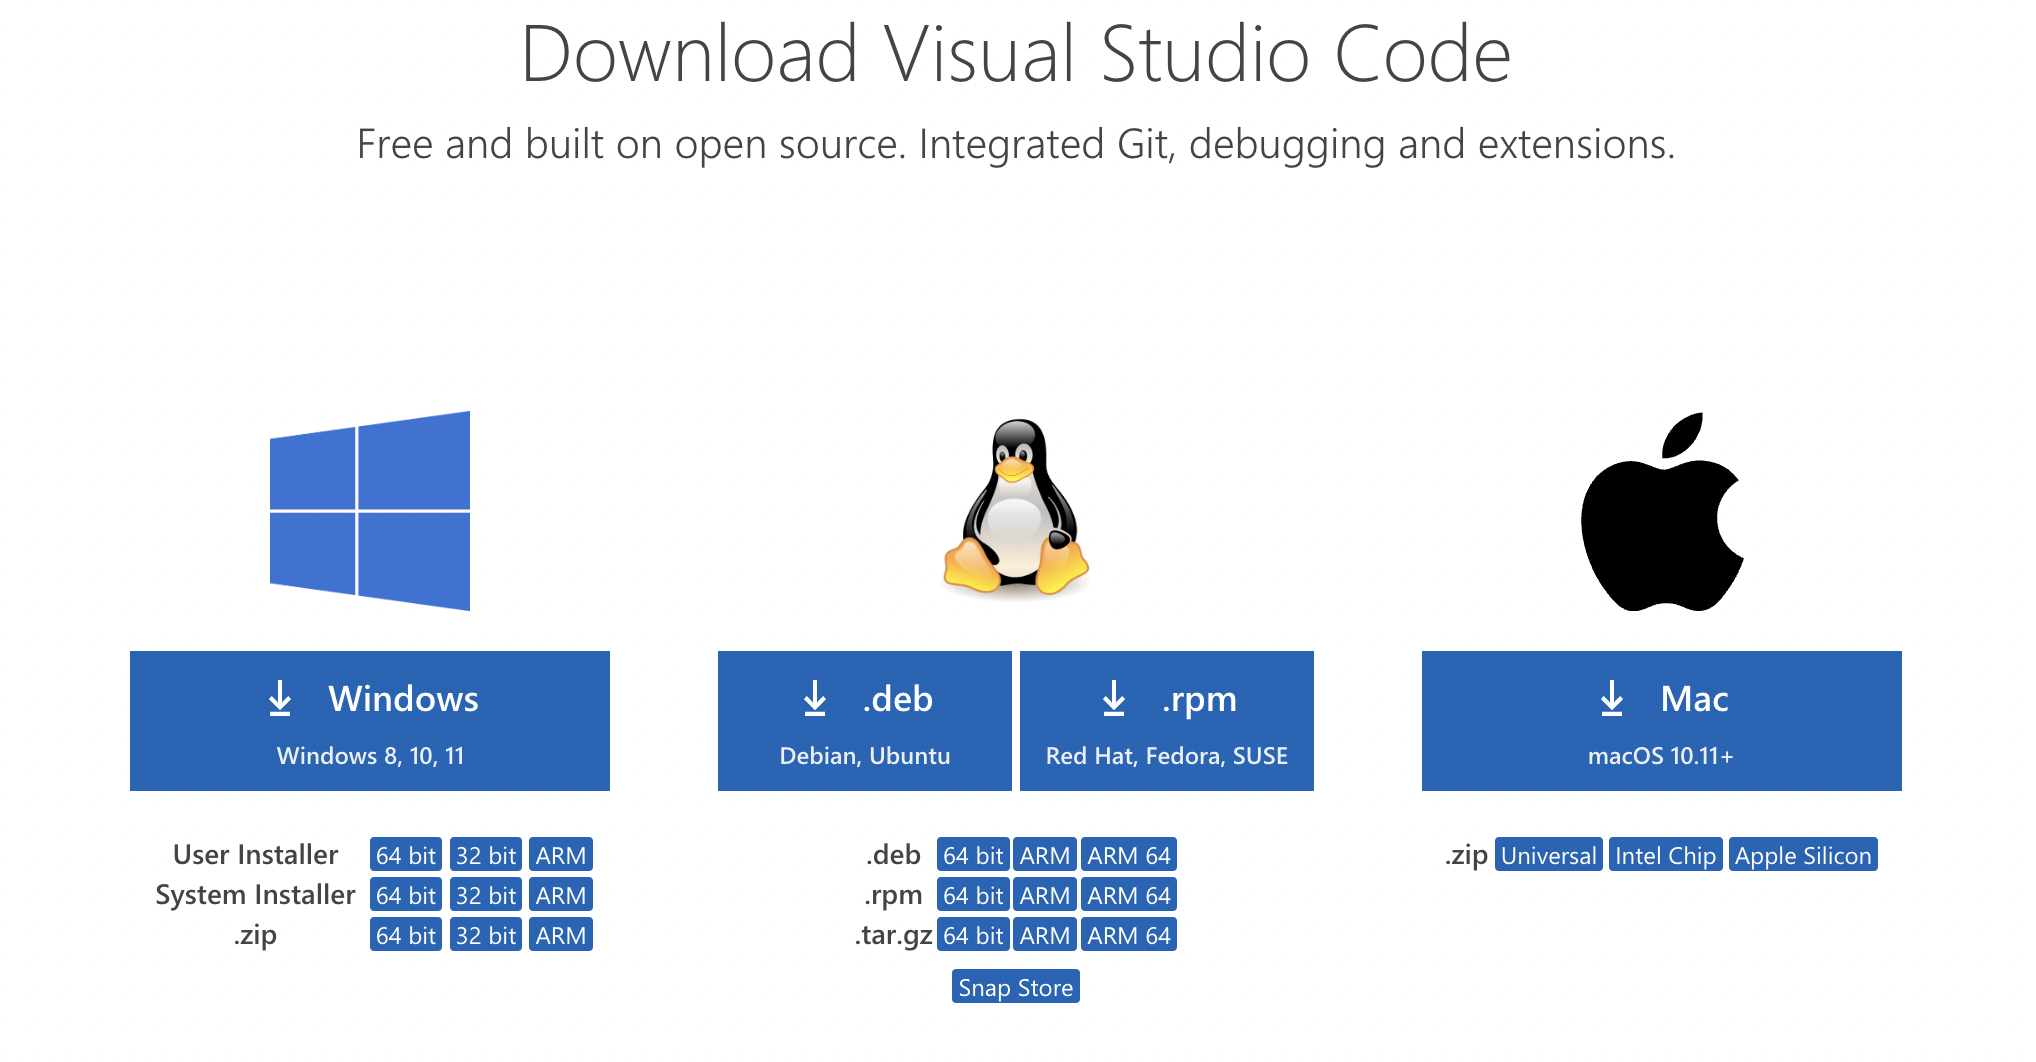 Download Visual Studio Code
Free and built on open source. Integrated Git, debugging and extensions.
Windows
Windows 8, 10, 11
User Installer 64 bit 32 bit ARM
System Installer 64 bit 32 bit ARM
.zip 64 bit 32 bit ARM
.deb
Debian, Ubuntu
.rpm
Red Hat, Fedora, SUSE
.deb 64 bit ARM ARM 64
.rpm 64 bit ARM ARM 64
.tar.gz 64 bit ARM ARM 64
Snap Store
Mac
macOS 10.11+
.zip Universal Intel Chip Apple Silicon